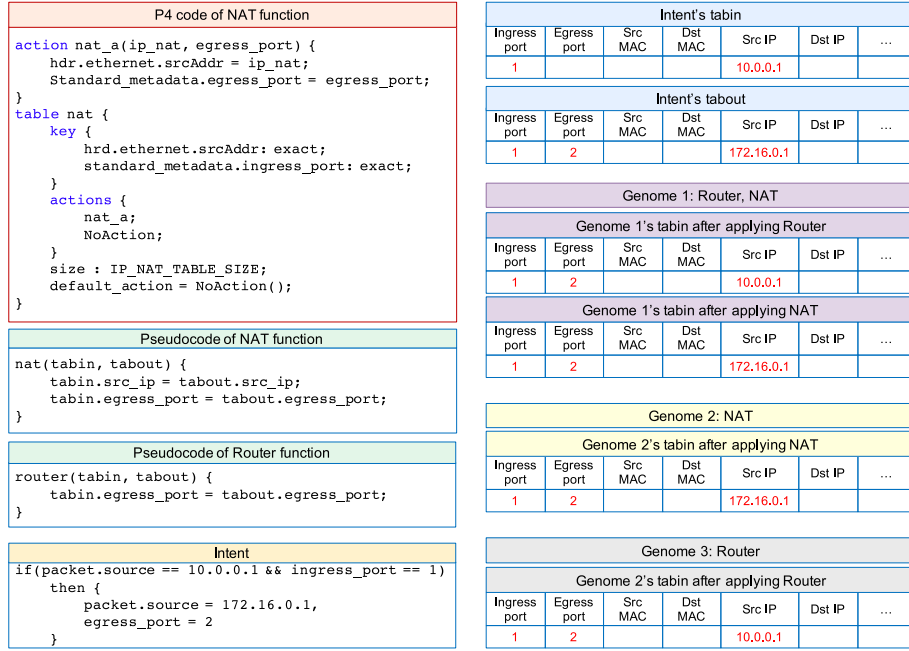 P4 code of NAT function
action nat_a(ip_nat, egress_port) {
hdr.ethernet.srcAddr = ip_nat;
Standard_metadata.egress_port = egress_port;
}
table nat {
key {
hrd.ethernet.srcAddr: exact;
standard_metadata.ingress_port: exact;
}
actions {
nat_a;
NoAction;
}
size : IP_NAT_TABLE_SIZE;
default_action = NoAction();
}
Pseudocode of NAT function
nat(tabin, tabout) {
tabin.src_ip = tabout.src_ip;
tabin.egress_port = tabout.egress_port;
}
Pseudocode of Router function
router(tabin, tabout) {
tabin.egress_port = tabout.egress_port;
}
Intent
if(packet.source == 10.0.0.1 && ingress_port == 1)
then {
packet.source = 172.16.0.1,
egress_port = 2
}
Intent's tabin
Ingress port Egress port Src MAC Dst MAC Src IP Dst IP ...
1 10.0.0.1
Intent's tabout
Ingress port Egress port Src MAC Dst MAC Src IP Dst IP ...
1 2 172.16.0.1
Genome 1: Router, NAT
Genome 1's tabin after applying Router
Ingress port Egress port Src MAC Dst MAC Src IP Dst IP ...
1 2 10.0.0.1
Genome 1's tabin after applying NAT
Ingress port Egress port Src MAC Dst MAC Src IP Dst IP ...
1 2 172.16.0.1
Genome 2: NAT
Genome 2's tabin after applying NAT
Ingress port Egress port Src MAC Dst MAC Src IP Dst IP ...
1 2 172.16.0.1
Genome 3: Router
Genome 2's tabin after applying Router
Ingress port Egress port Src MAC Dst MAC Src IP Dst IP ...
1 2 10.0.0.1